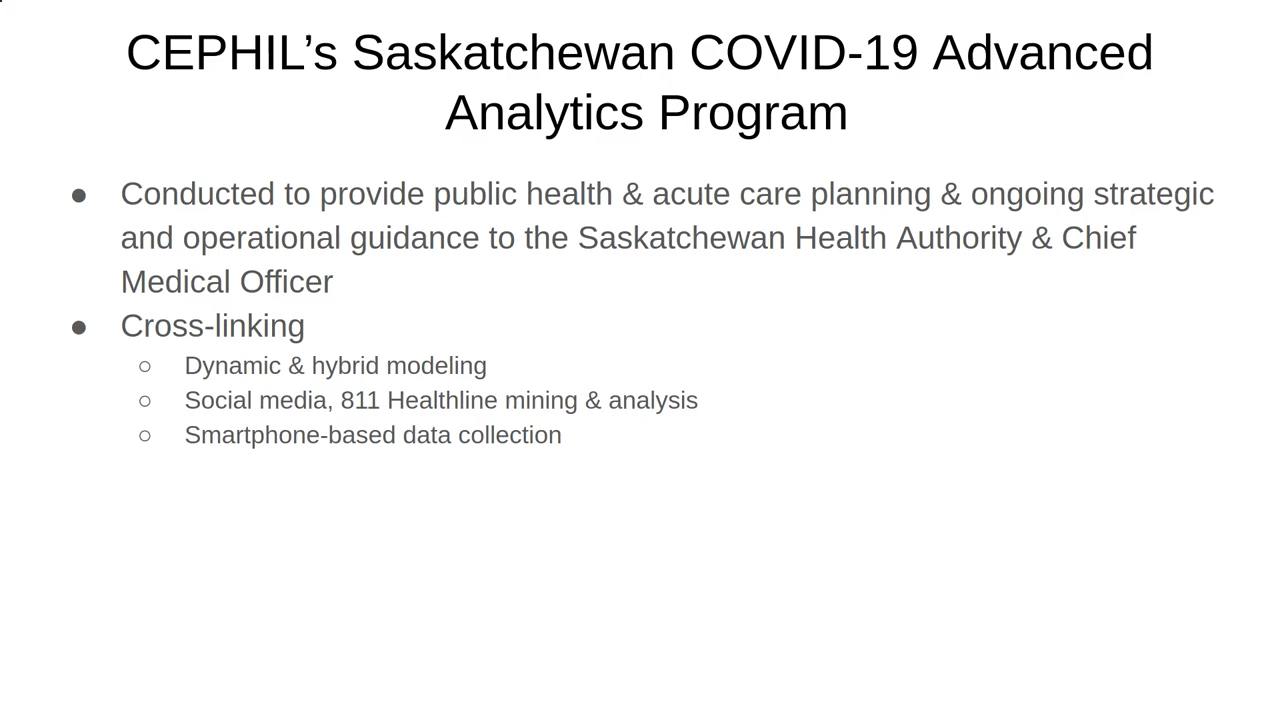 CEPHIL’s Saskatchewan COVID-19 Advanced
Analytics Program
● Conducted to provide public health & acute care planning & ongoing strategic
and operational guidance to the Saskatchewan Health Authority & Chief
Medical Officer
● Cross-linking
○ Dynamic & hybrid modeling
○ Social media, 811 Healthline mining & analysis
○ Smartphone-based data collection